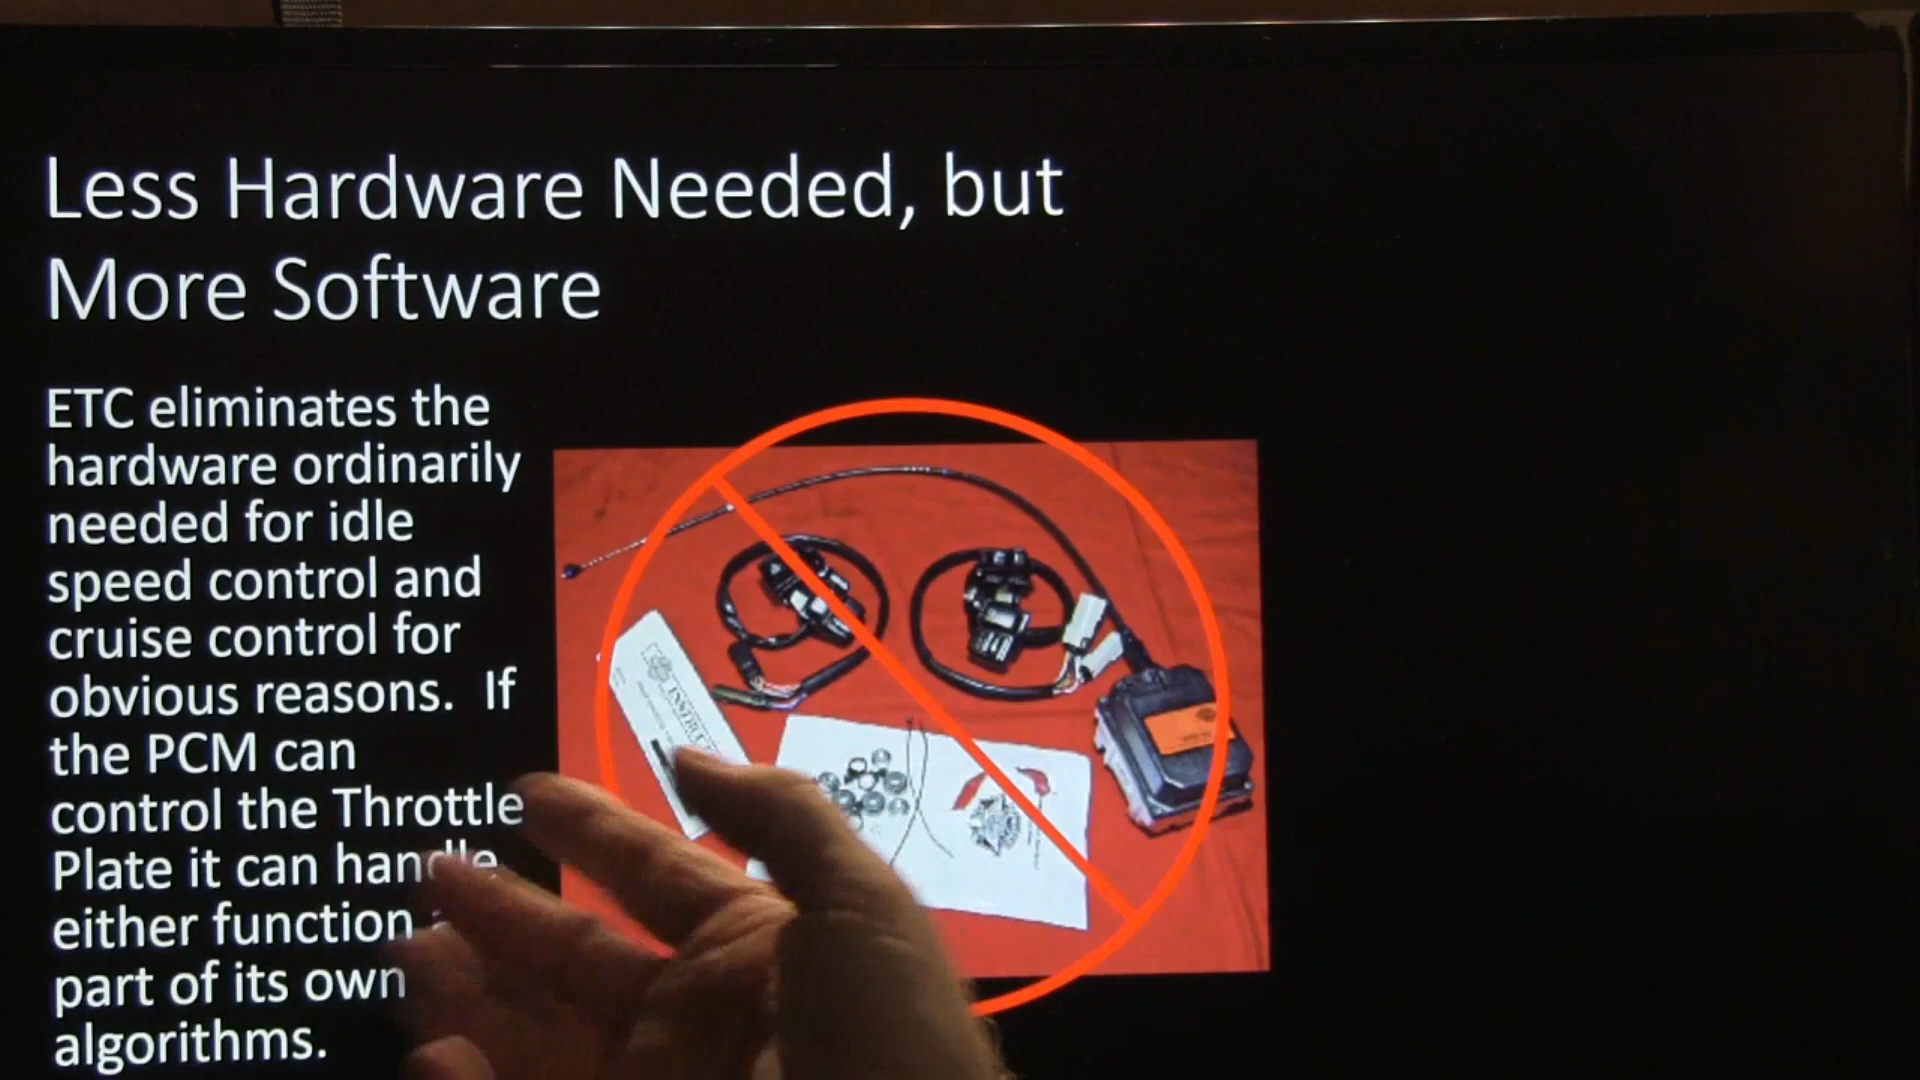 Less Hardware Needed, but
More Software
ETC eliminates the
hardware ordinarily
needed for idle
speed control and
cruise control for
obvious reasons. If
the PCM can
control the Throttle
Plate it can handle
either function
part of its own
algorithms.